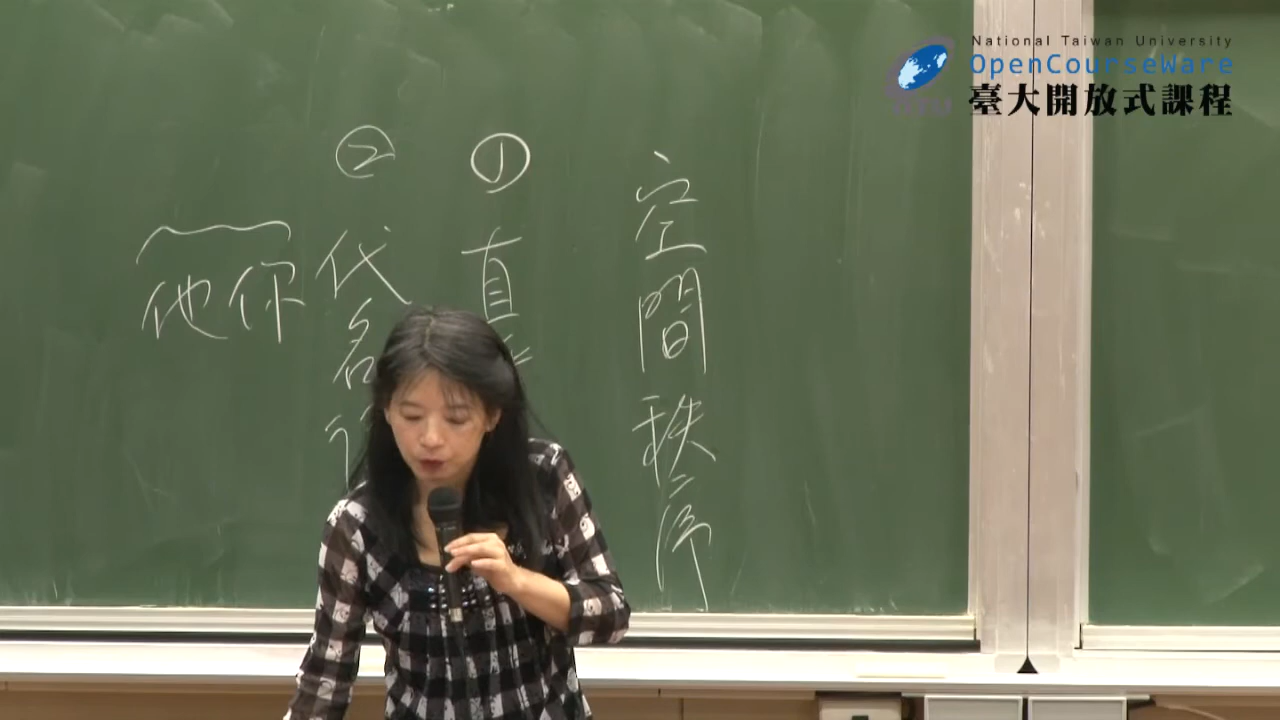 National Taiwan University
OpenCourseWare
臺大開放式課程
空間秩序
① 直
② 代名
你
他